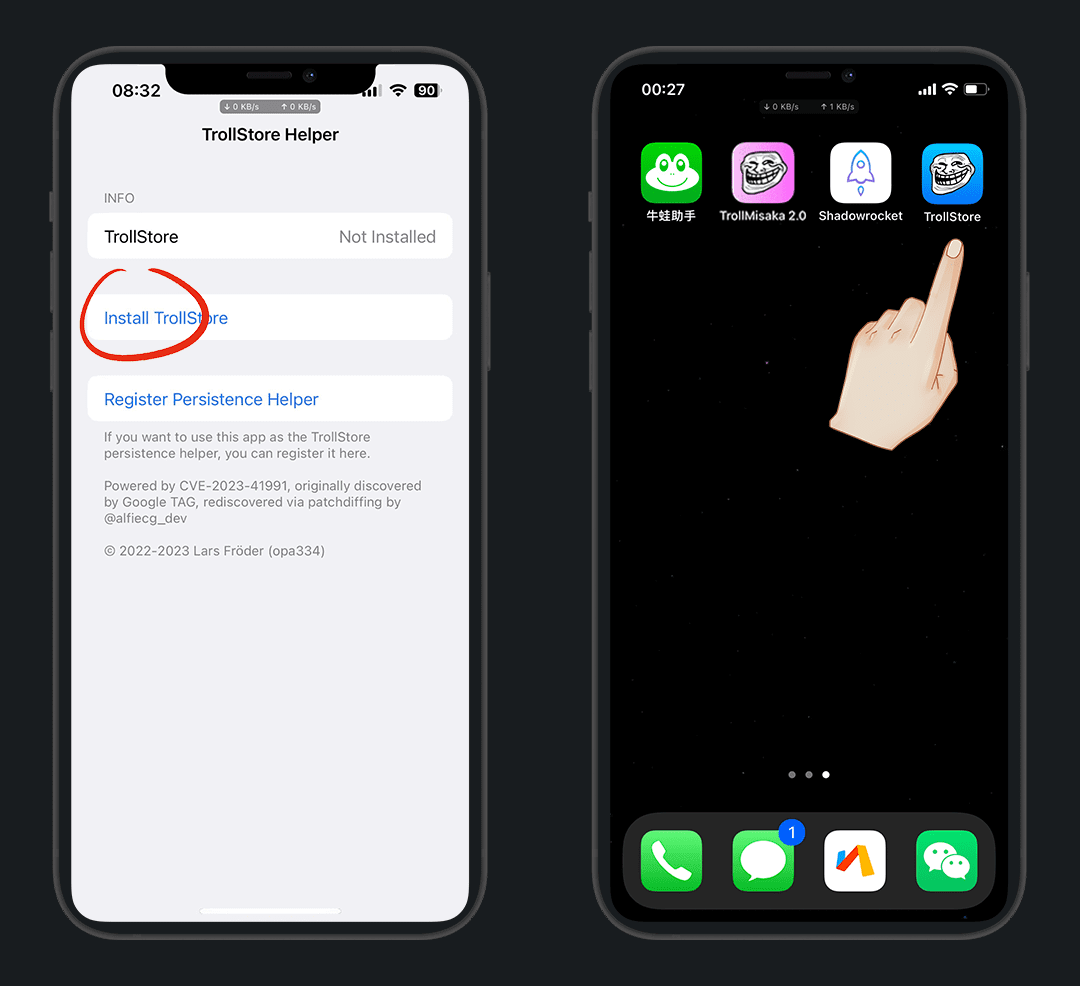 08:32
90
↓ 0 KB/s ↑ 0 KB/s
TrollStore Helper
INFO
TrollStore Not Installed
Install TrollStore
Register Persistence Helper
If you want to use this app as the TrollStore
persistence helper, you can register it here.
Powered by CVE-2023-41991, originally discovered
by Google TAG, rediscovered via patchdiffing by
@alfiecg_dev
© 2022-2023 Lars Fröder (opa334)
00:27
↓ 0 KB/s ↑ 1 KB/s
牛蛙助手 TrollMisaka 2.0 Shadowrocket TrollStore
1